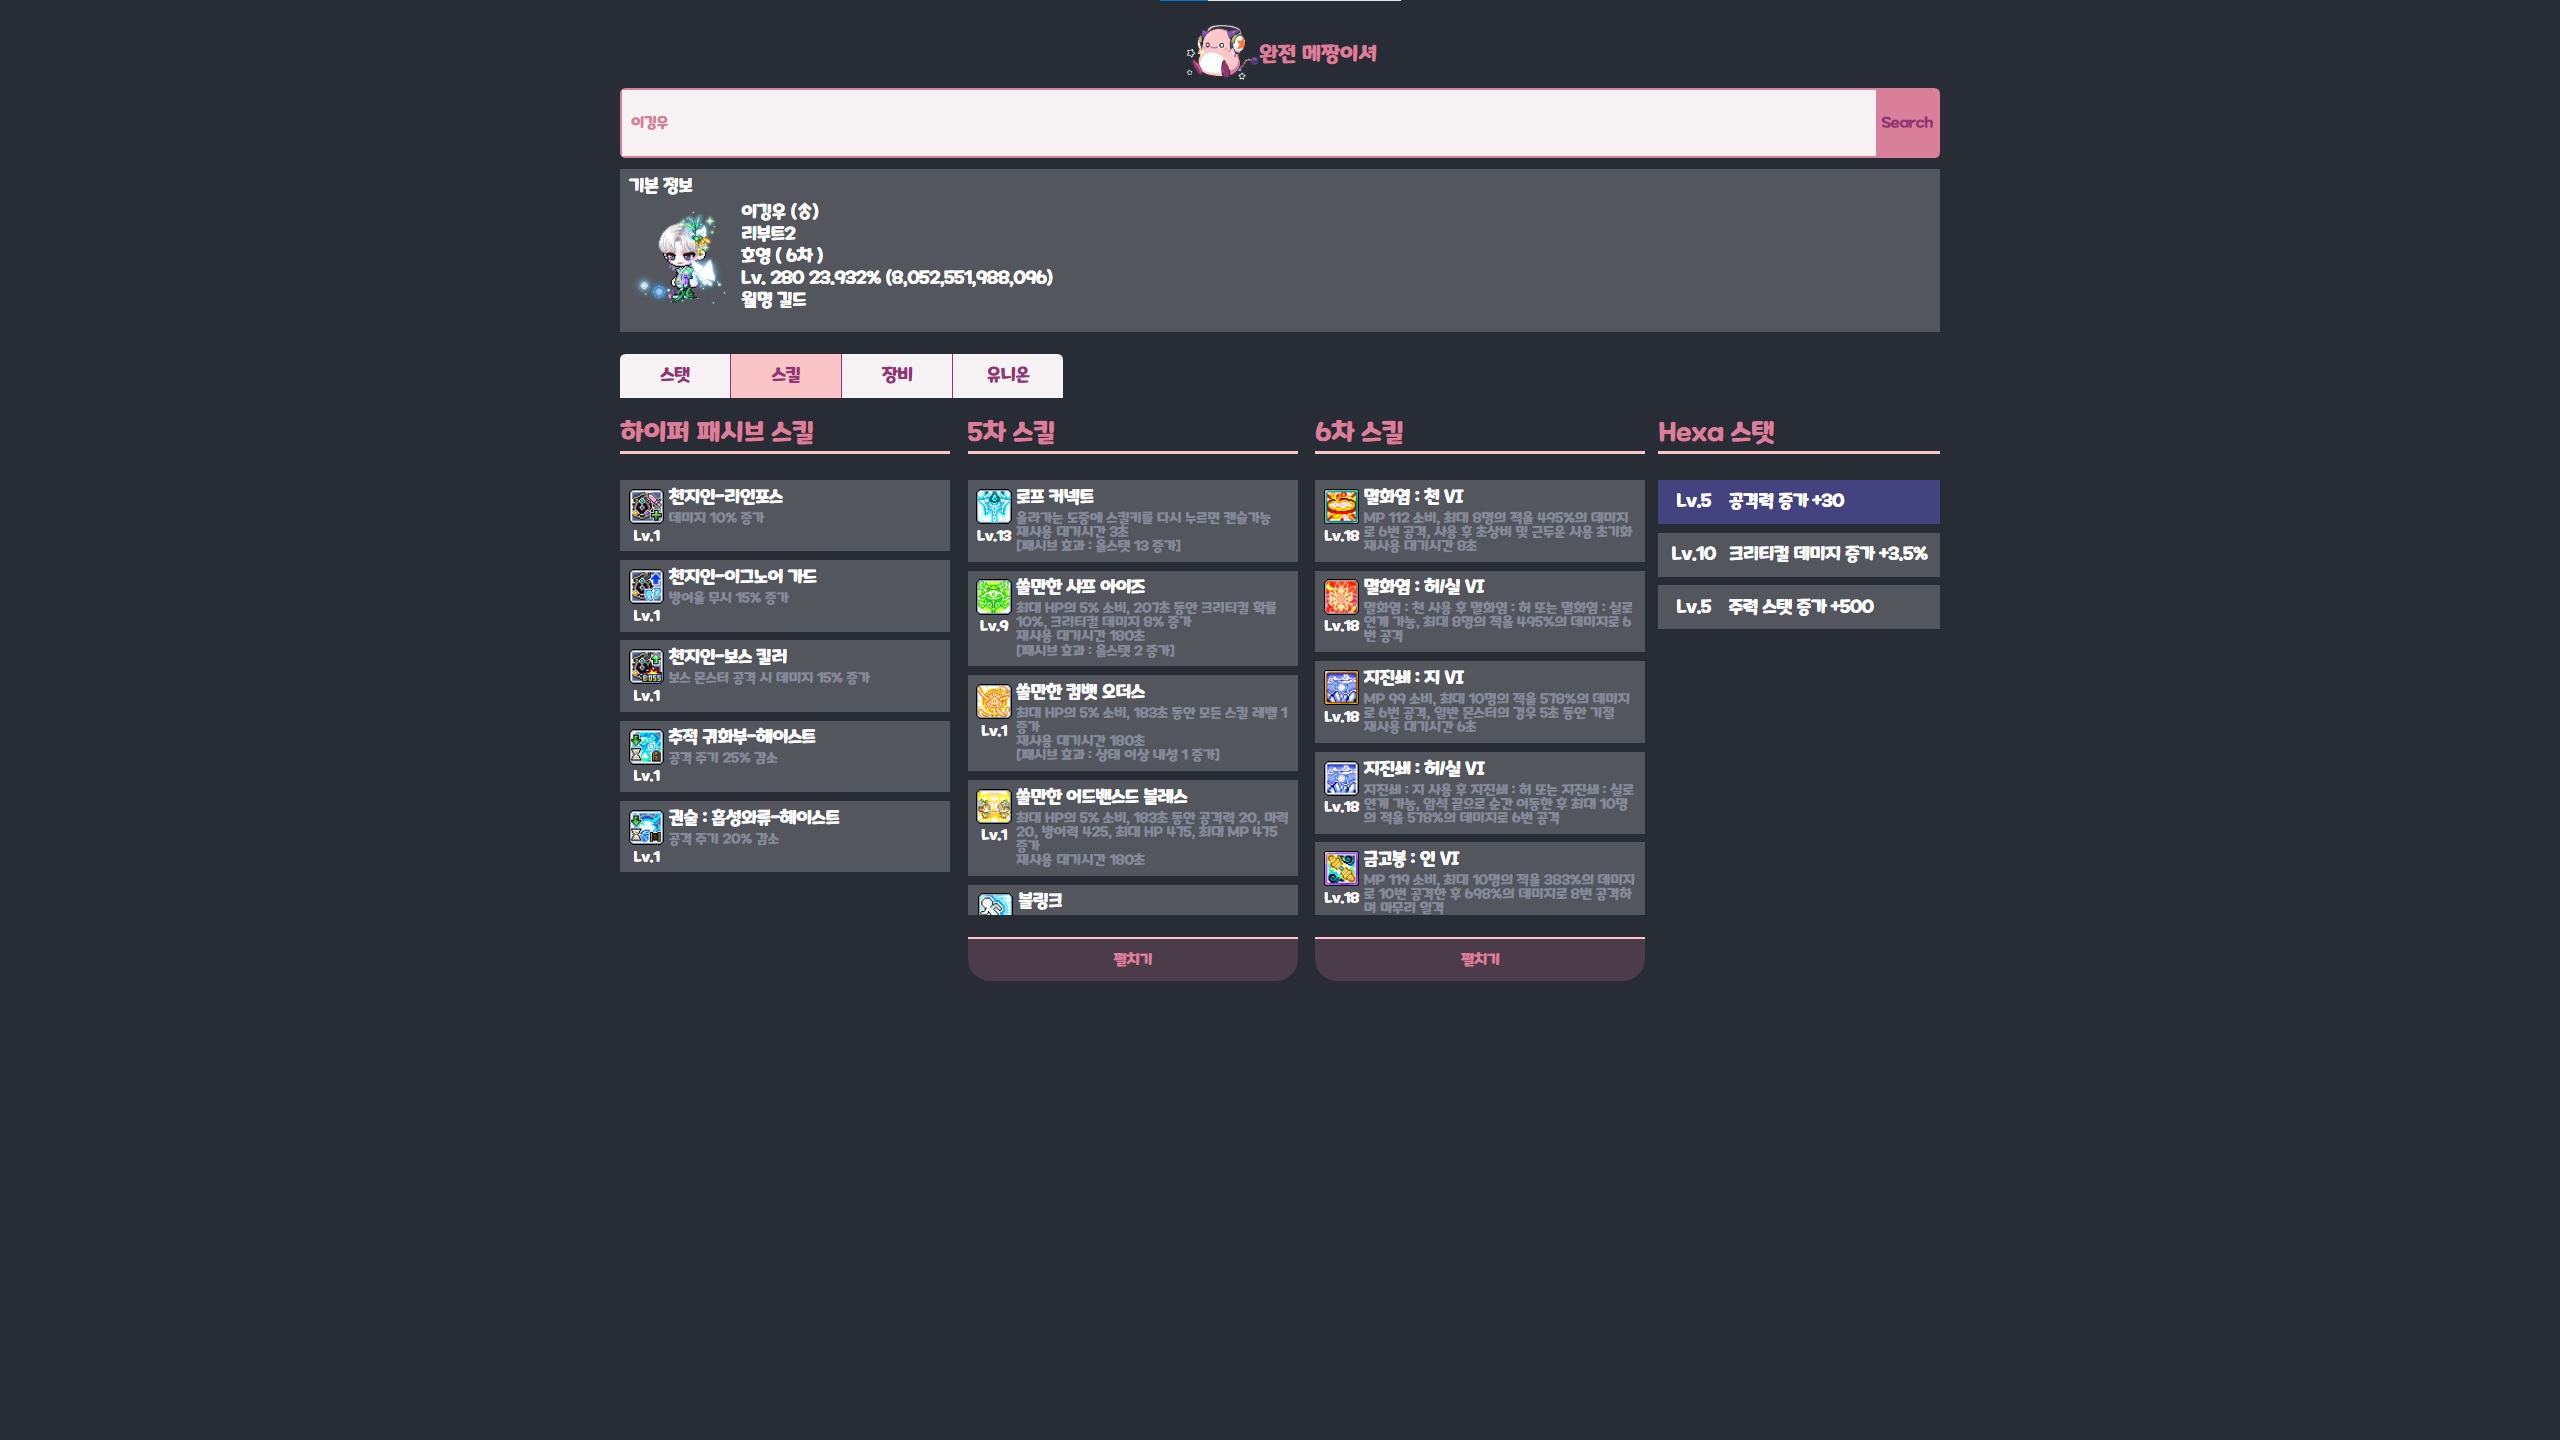 완전 메짱이셔
이깅우
Search
기본 정보
이깅우 (송)
리부트2
호영 ( 6차 )
Lv. 280 23.932% (8,052,551,988,096)
월명 길드
스탯
스킬
장비
유니온
하이퍼 패시브 스킬
천지인-리인포스
데미지 10% 증가
Lv.1
천지인-이그노어 가드
방어율 무시 15% 증가
Lv.1
천지인-보스 킬러
보스 몬스터 공격 시 데미지 15% 증가
Lv.1
추적 귀화부-헤이스트
공격 주기 25% 감소
Lv.1
권술 : 흡성와류-헤이스트
공격 주기 20% 감소
Lv.1
5차 스킬
로프 커넥트
올라가는 도중에 스킬키를 다시 누르면 캔슬가능
재사용 대기시간 3초
[패시브 효과 : 올스탯 13 증가]
Lv.13
쓸만한 샤프 아이즈
최대 HP의 5% 소비, 207초 동안 크리티컬 확률
10%, 크리티컬 데미지 8% 증가
재사용 대기시간 180초
[패시브 효과 : 올스탯 2 증가]
Lv.9
쓸만한 컴뱃 오더스
최대 HP의 5% 소비, 183초 동안 모든 스킬 레벨 1
증가
재사용 대기시간 180초
[패시브 효과 : 상태 이상 내성 1 증가]
Lv.1
쓸만한 어드밴스드 블레스
최대 HP의 5% 소비, 183초 동안 공격력 20, 마력
20, 방어력 425, 최대 HP 475, 최대 MP 475
증가
재사용 대기시간 180초
Lv.1
블링크
펼치기
6차 스킬
멸화염 : 천 VI
MP 112 소비, 최대 8명의 적을 495%의 데미지
로 6번 공격, 사용 후 초상비 및 근두운 사용 초기화
재사용 대기시간 8초
Lv.18
멸화염 : 허/실 VI
멸화염 : 천 사용 후 멸화염 : 허 또는 멸화염 : 실로
연계 가능, 최대 8명의 적을 495%의 데미지로 6
번 공격
Lv.18
지진쇄 : 지 VI
MP 99 소비, 최대 10명의 적을 578%의 데미지
로 6번 공격, 일반 몬스터의 경우 5초 동안 기절
재사용 대기시간 6초
Lv.18
지진쇄 : 허/실 VI
지진쇄 : 지 사용 후 지진쇄 : 허 또는 지진쇄 : 실로
연계 가능, 암석 끝으로 순간 이동한 후 최대 10명
의 적을 578%의 데미지로 6번 공격
Lv.18
금고봉 : 인 VI
MP 119 소비, 최대 10명의 적을 383%의 데미지
로 10번 공격한 후 698%의 데미지로 8번 공격하
며 마무리 일격
Lv.18
펼치기
Hexa 스탯
Lv.5 공격력 증가 +30
Lv.10 크리티컬 데미지 증가 +3.5%
Lv.5 주력 스탯 증가 +500